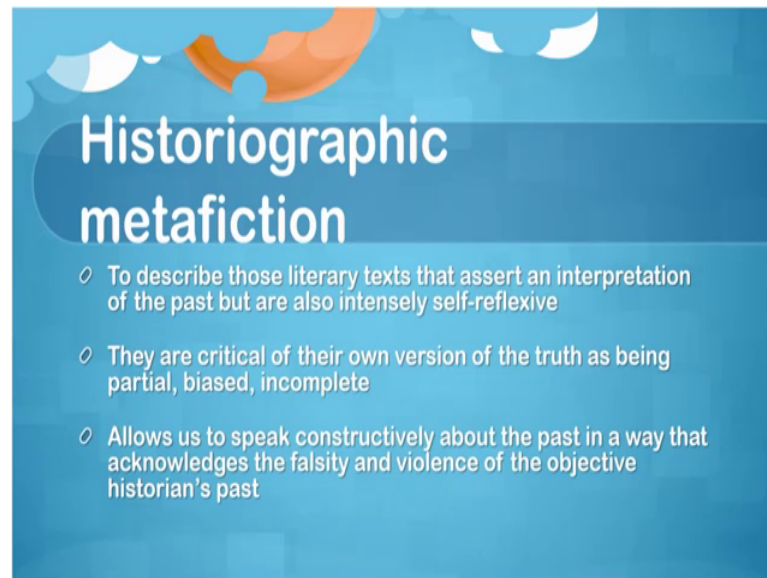 Historiographic
metafiction
To describe those literary texts that assert an interpretation
of the past but are also intensely self-reflexive
They are critical of their own version of the truth as being
partial, biased, incomplete
Allows us to speak constructively about the past in a way that
acknowledges the falsity and violence of the objective
historian's past